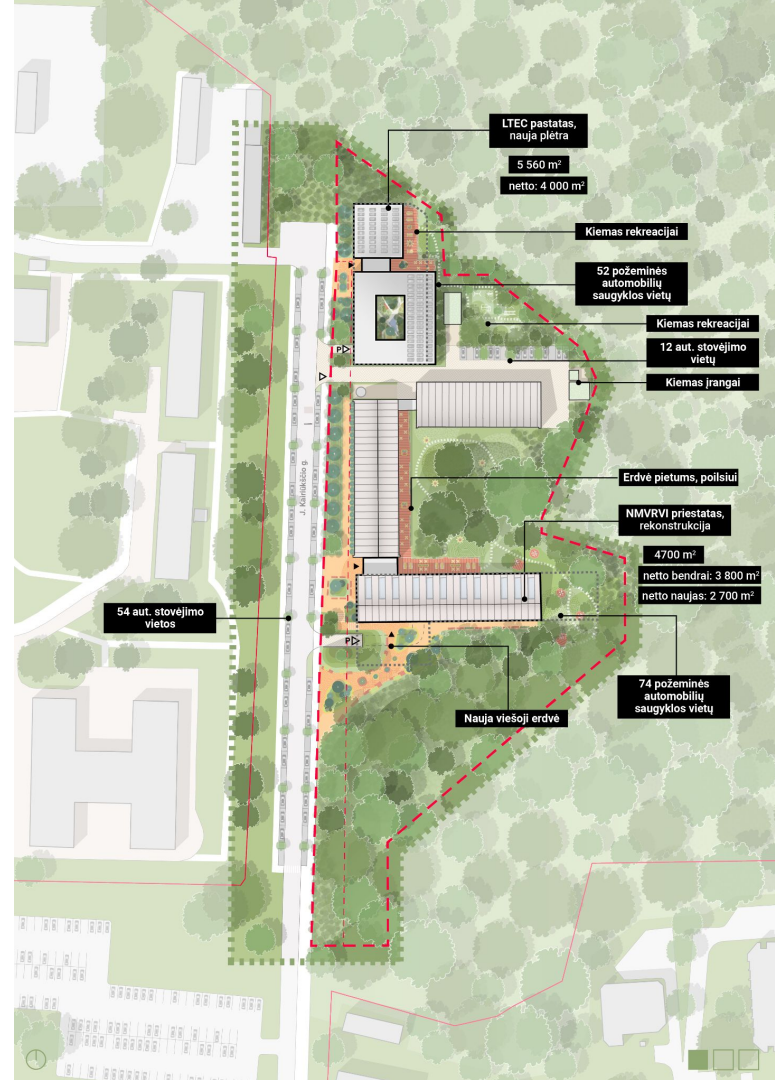 LTEC pastatas,
nauja plėtra
5 560 m²
netto: 4 000 m²
Kiemas rekreacijai
52 požeminės
automobilių
saugyklos vietų
Kiemas rekreacijai
12 aut. stovėjimo
vietų
Kiemas įrangai
P
J. Kairiūkščio g.
Erdvė pietums, poilsiui
NMVRVI priestatas,
rekonstrukcija
4700 m²
netto bendrai: 3 800 m²
netto naujas: 2 700 m²
54 aut. stovėjimo
vietos
P
74 požeminės
automobilių
saugyklos vietų
Nauja viešoji erdvė